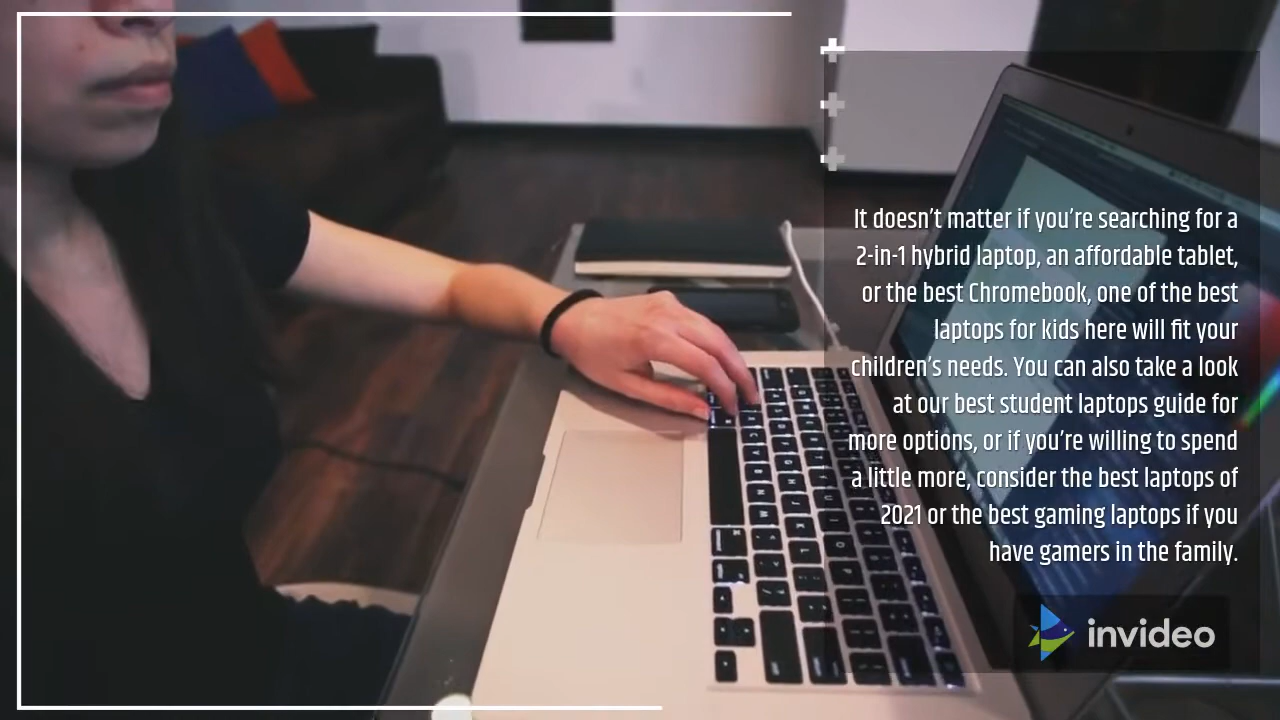 It doesn’t matter if you’re searching for a
2-in-1 hybrid laptop, an affordable tablet,
or the best Chromebook, one of the best
laptops for kids here will fit your
children’s needs. You can also take a look
at our best student laptops guide for
more options, or if you’re willing to spend
a little more, consider the best laptops of
2021 or the best gaming laptops if you
have gamers in the family.
invideo